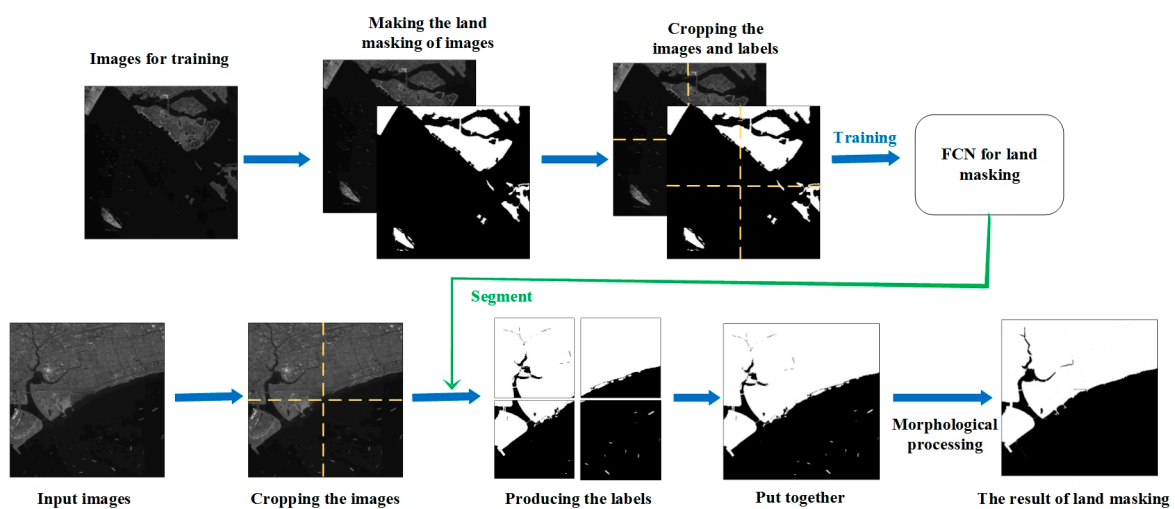 Images for training
Making the land
masking of images
Cropping the
images and labels
Training
FCN for land
masking
Segment
Morphological
processing
Input images
Cropping the images
Producing the labels
Put together
The result of land masking